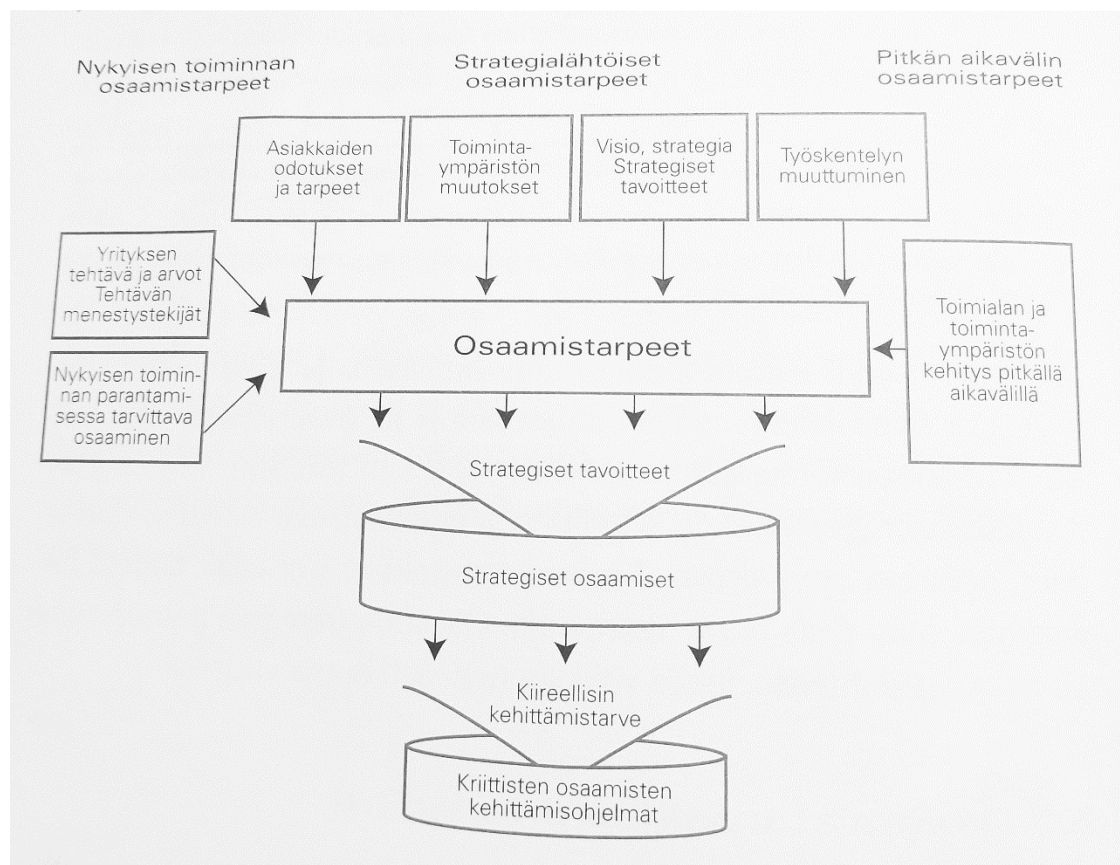 Nykyisen toiminnan
osaamistarpeet
Strategialähtöiset
osaamistarpeet
Pitkän aikavälin
osaamistarpeet
Asiakkaiden
odotukset
ja tarpeet
Toiminta-
ympäristön
muutokset
Visio, strategia
Strategiset
tavoitteet
Työskentelyn
muuttuminen
Yrityksen
tehtävä ja arvot
Tehtävän
menestystekijät
Nykyisen toimin-
nan parantami-
sessa tarvittava
osaaminen
Osaamistarpeet
Toimialan ja
toiminta-
ympäristön
kehitys pitkällä
aikavälillä
Strategiset tavoitteet
Strategiset osaamiset
Kiireellisin
kehittämistarve
Kriittisten osaamisten
kehittämisohjelmat